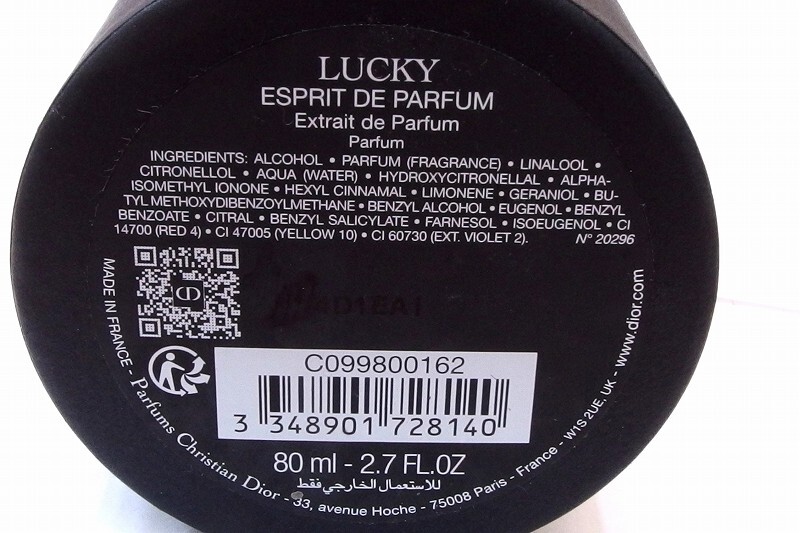 LUCKY
ESPRIT DE PARFUM
Extrait de Parfum
Parfum
INGREDIENTS: ALCOHOL • PARFUM (FRAGRANCE) • LINALOOL •
CITRONELLOL • AQUA (WATER) • HYDROXYCITRONELLAL • ALPHA-
ISOMETHYL IONONE • HEXYL CINNAMAL • LIMONENE • GERANIOL • BU-
TYL METHOXYDIBENZOYLMETHANE • BENZYL ALCOHOL • EUGENOL • BENZYL
BENZOATE • CITRAL • BENZYL SALICYLATE • FARNESOL • ISOEUGENOL • CI
14700 (RED 4) • CI 47005 (YELLOW 10) • CI 60730 (EXT. VIOLET 2). N° 20296
CD
C099800162
3 348901 728140
80 ml - 2.7 FL.OZ
للاستعمال الخارجي فقط
MADE IN FRANCE - Parfums Christian Dior - 33, avenue Hoche - 75008 Paris - France - W1S 2UE, UK - www.dior.com